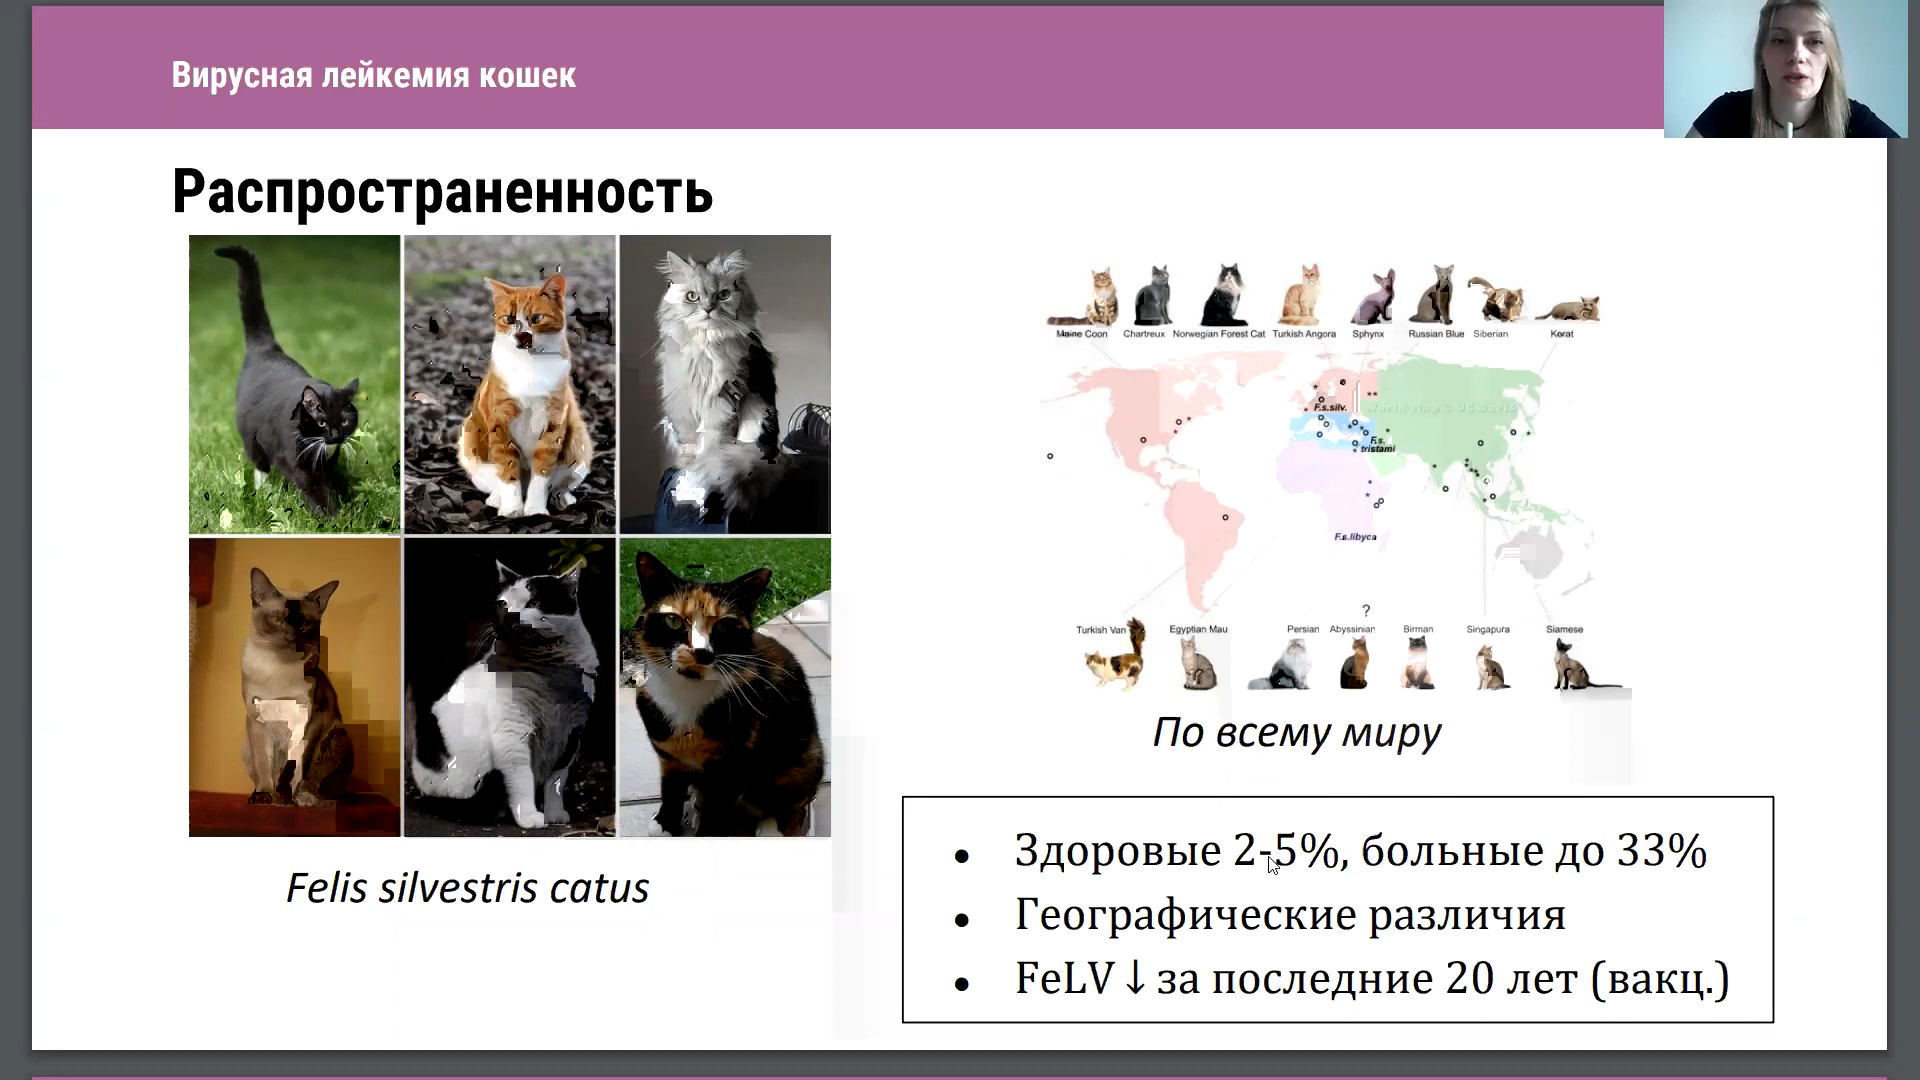 Вирусная лейкемия кошек
Распространенность
Maine Coon Chartreux Norwegian Forest Cat Turkish Angora Sphynx Russian Blue Siberian Korat
F.s.silv.
F.s.
tristami
F.s.libyca
?
Turkish Van Egyptian Mau Persian Abyssinian Birman Singapura Siamese
По всему миру
Felis silvestris catus
• Здоровые 2-5%, больные до 33%
• Географические различия
• FeLV ↓ за последние 20 лет (вакц.)